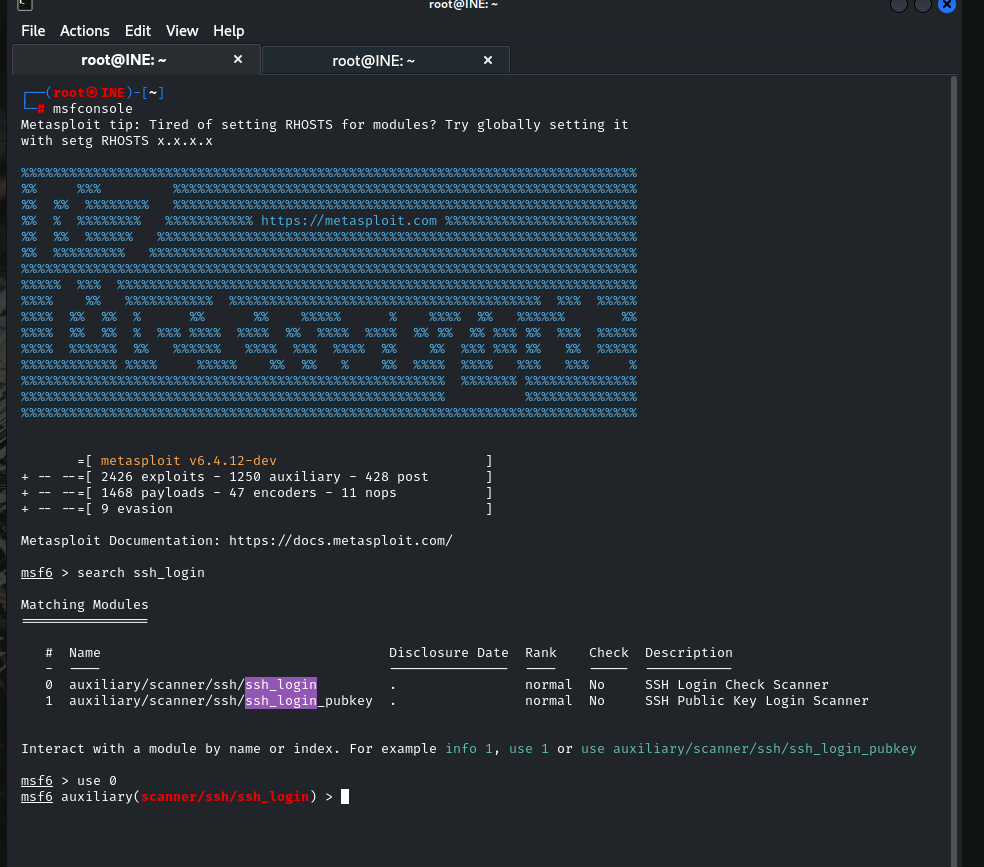 root@INE: ~
File Actions Edit View Help
root@INE: ~ × root@INE: ~ ×
┌──(root㉿INE)-[~]
└─# msfconsole
Metasploit tip: Tired of setting RHOSTS for modules? Try globally setting it
with setg RHOSTS x.x.x.x
https://metasploit.com
=[ metasploit v6.4.12-dev ]
+ -- --=[ 2426 exploits - 1250 auxiliary - 428 post ]
+ -- --=[ 1468 payloads - 47 encoders - 11 nops ]
+ -- --=[ 9 evasion ]
Metasploit Documentation: https://docs.metasploit.com/
msf6 > search ssh_login
Matching Modules
================
# Name Disclosure Date Rank Check Description
- ---- --------------- ---- ----- -----------
0 auxiliary/scanner/ssh/ssh_login . normal No SSH Login Check Scanner
1 auxiliary/scanner/ssh/ssh_login_pubkey . normal No SSH Public Key Login Scanner
Interact with a module by name or index. For example info 1, use 1 or use auxiliary/scanner/ssh/ssh_login_pubkey
msf6 > use 0
msf6 auxiliary(scanner/ssh/ssh_login) >